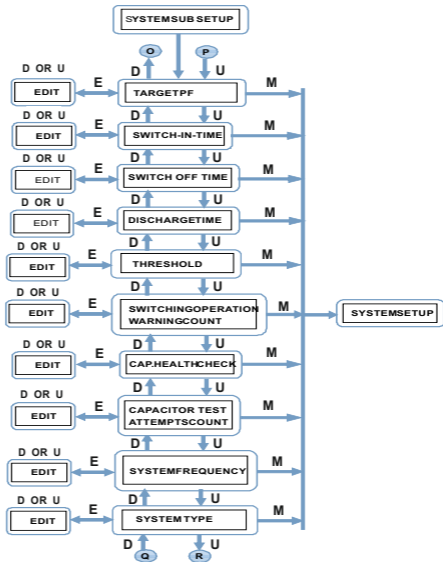 SYSTEMSUBSETUP
O P
D U
D OR U
E M
EDIT TARGETPF
D U
D OR U
E M
EDIT SWITCH-IN-TIME
D U
D OR U
E M
EDIT SWITCH OFF TIME
D U
D OR U
E M
EDIT DISCHARGETIME
D U
D OR U
E M
EDIT THRESHOLD
D U
D OR U
E M
EDIT SWITCHINGOPERATION
WARNINGCOUNT
SYSTEMSETUP
D U
D OR U
E M
EDIT CAP.HEALTHCHECK
D U
D OR U
E M
EDIT CAPACITOR TEST
ATTEMPTSCOUNT
D U
D OR U
E M
EDIT SYSTEMFREQUENCY
D U
D OR U
E M
EDIT SYSTEM TYPE
D U
Q R